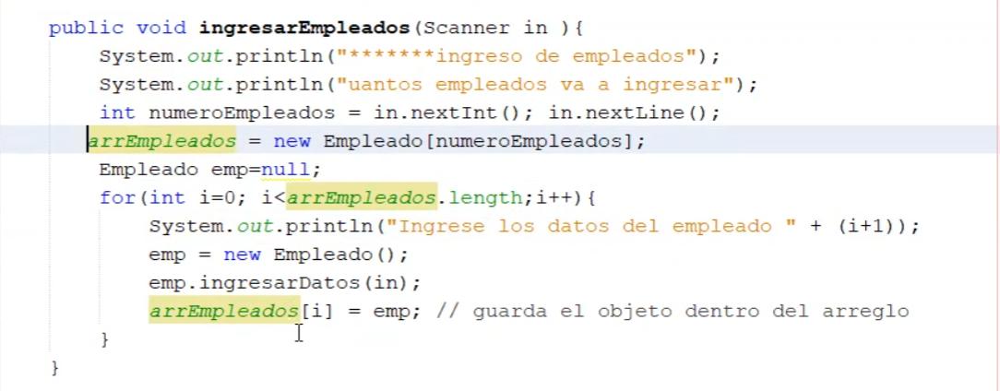 public void ingresarEmpleados(Scanner in ){
System.out.println("*******ingreso de empleados");
System.out.println("uantos empleados va a ingresar");
int numeroEmpleados = in.nextInt(); in.nextLine();
arrEmpleados = new Empleado[numeroEmpleados];
Empleado emp=null;
for(int i=0; i<arrEmpleados.length;i++){
System.out.println("Ingrese los datos del empleado " + (i+1));
emp = new Empleado();
emp.ingresarDatos(in);
arrEmpleados[i] = emp; // guarda el objeto dentro del arreglo
}
}